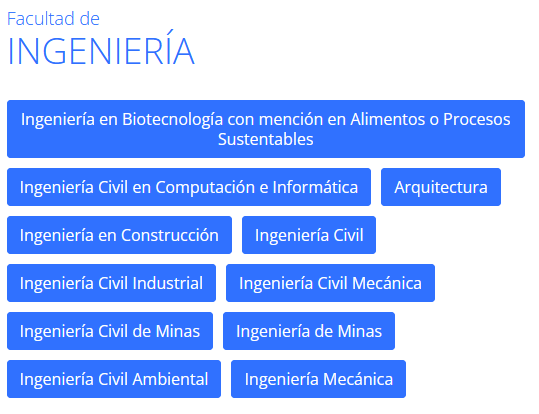 Facultad de
INGENIERÍA
Ingeniería en Biotecnología con mención en Alimentos o Procesos
Sustentables
Ingeniería Civil en Computación e Informática
Arquitectura
Ingeniería en Construcción
Ingeniería Civil
Ingeniería Civil Industrial
Ingeniería Civil Mecánica
Ingeniería Civil de Minas
Ingeniería de Minas
Ingeniería Civil Ambiental
Ingeniería Mecánica